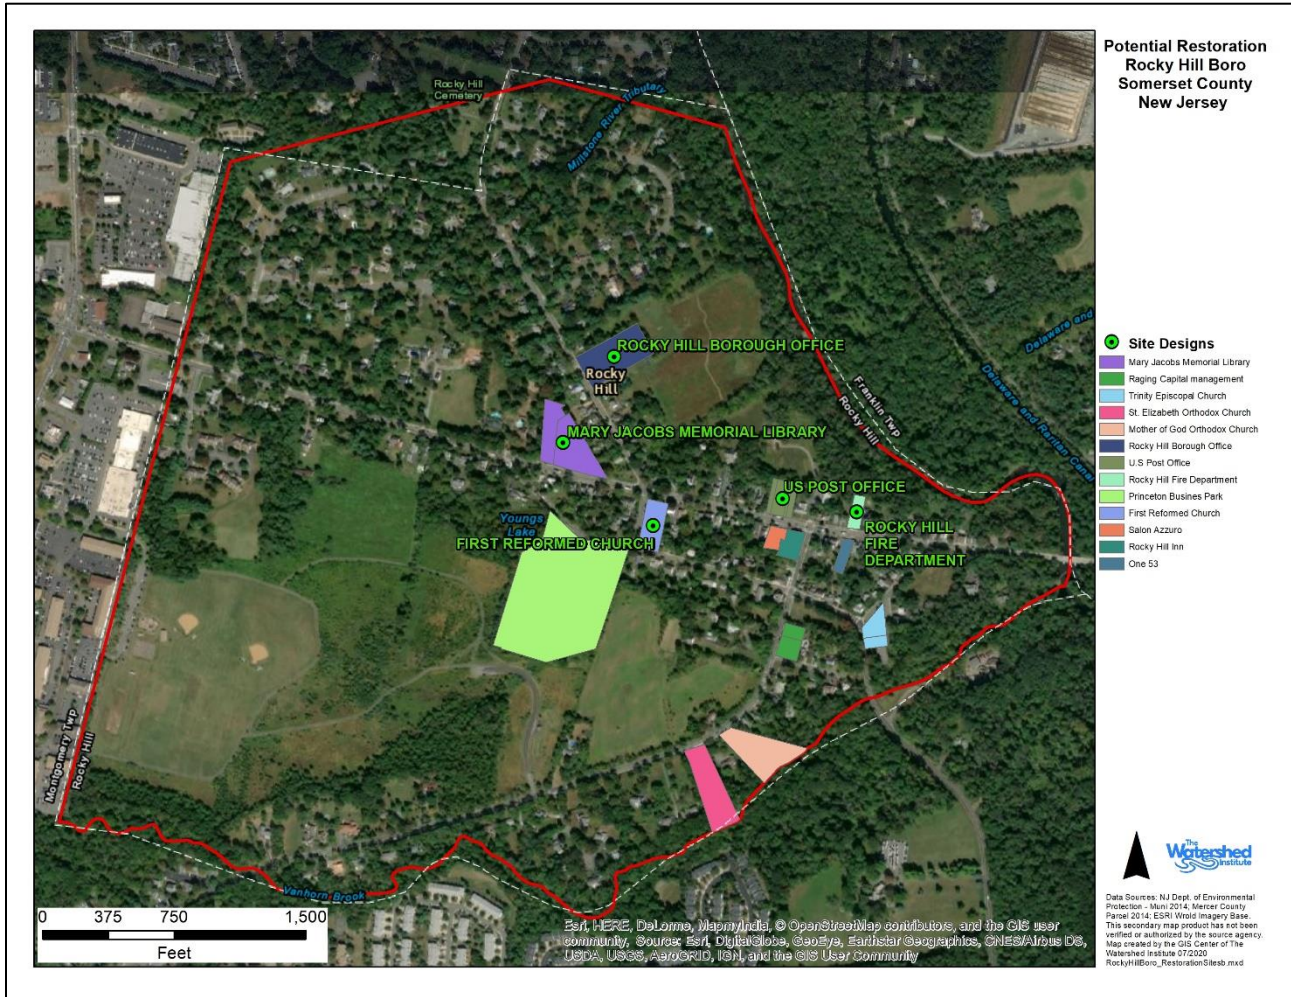 Potential Restoration
Rocky Hill Boro
Somerset County
New Jersey
Rocky Hill
Cemetery
Millstone River Tributary
ROCKY HILL BOROUGH OFFICE
Rocky
Hill
MARY JACOBS MEMORIAL LIBRARY
Franklin Twp
Rocky Hill
Delaware and
Delaware and Raritan Canal
US POST OFFICE
Youngs
Lake
FIRST REFORMED CHURCH
ROCKY HILL
FIRE
DEPARTMENT
Montgomery Twp
Rocky Hill
Vanhorn Brook
0 375 750 1,500
Feet
Esri, HERE, DeLorme, MapmyIndia, © OpenStreetMap contributors, and the GIS user
community, Source: Esri, DigitalGlobe, GeoEye, Earthstar Geographics, CNES/Airbus DS,
USDA, USGS, AeroGRID, IGN, and the GIS User Community
Site Designs
Mary Jacobs Memorial Library
Raging Capital management
Trinity Episcopal Church
St. Elizabeth Orthodox Church
Mother of God Orthodox Church
Rocky Hill Borough Office
U.S Post Office
Rocky Hill Fire Department
Princeton Busines Park
First Reformed Church
Salon Azzuro
Rocky Hill Inn
One 53
The
Watershed
Institute
Data Sources: NJ Dept. of Environmental
Protection - Muni 2014; Mercer County
Parcel 2014; ESRI Wrold Imagery Base.
This secondary map product has not been
verified or authorized by the source agency.
Map created by the GIS Center of The
Watershed Institute 07/2020
RockyHillBoro_RestorationSitesb.mxd